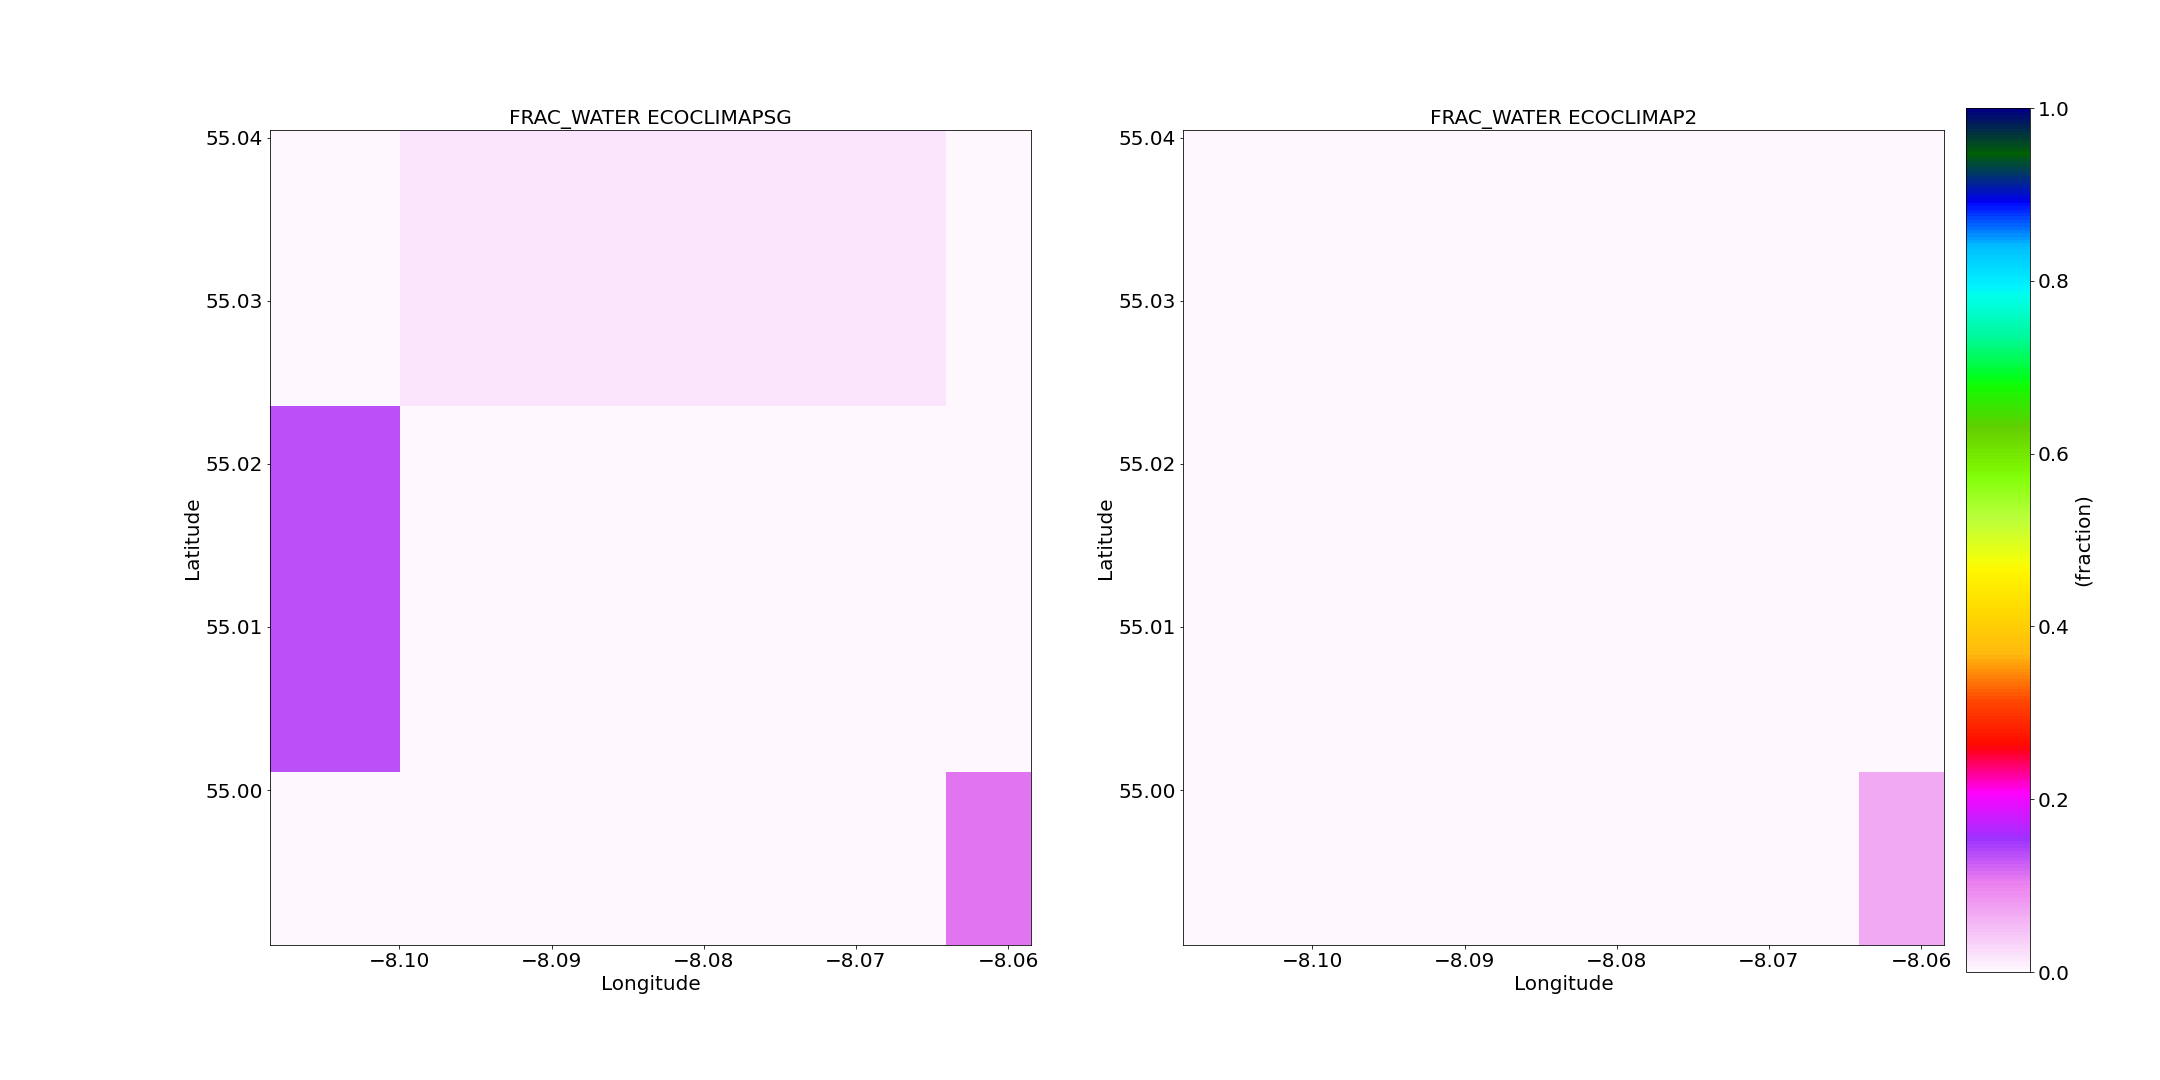 FRAC_WATER ECOCLIMAPSG
55.04
55.03
55.02
55.01
55.00
Latitude
−8.10 −8.09 −8.08 −8.07 −8.06
Longitude
FRAC_WATER ECOCLIMAP2
55.04
55.03
55.02
55.01
55.00
Latitude
−8.10 −8.09 −8.08 −8.07 −8.06
Longitude
1.0
0.8
0.6
0.4
0.2
0.0
(fraction)